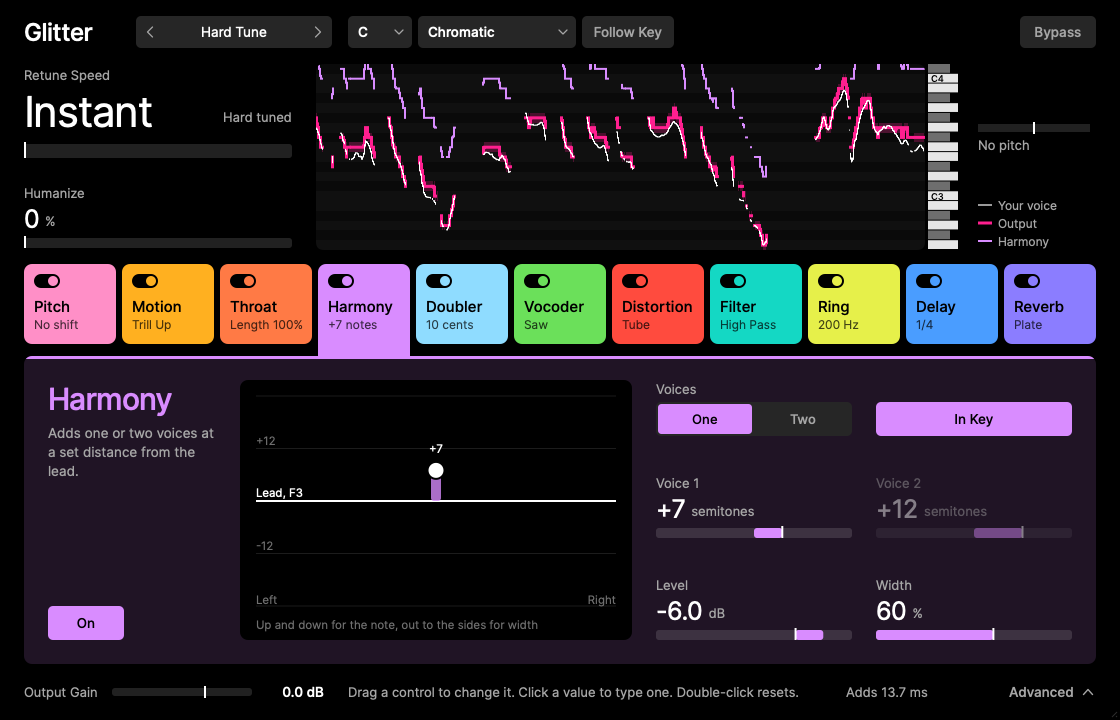 Glitter
Hard Tune
C
Chromatic
Follow Key
Bypass
Retune Speed
Instant
Hard tuned
Humanize
0 %
C4
C3
No pitch
Your voice
Output
Harmony
Pitch
No shift
Motion
Trill Up
Throat
Length 100%
Harmony
+7 notes
Doubler
10 cents
Vocoder
Saw
Distortion
Tube
Filter
High Pass
Ring
200 Hz
Delay
1/4
Reverb
Plate
Harmony
Adds one or two voices at
a set distance from the
lead.
On
+12
+7
Lead, F3
-12
Left
Right
Up and down for the note, out to the sides for width
Voices
One
Two
In Key
Voice 1
+7 semitones
Voice 2
+12 semitones
Level
-6.0 dB
Width
60 %
Output Gain
0.0 dB
Drag a control to change it. Click a value to type one. Double-click resets.
Adds 13.7 ms
Advanced